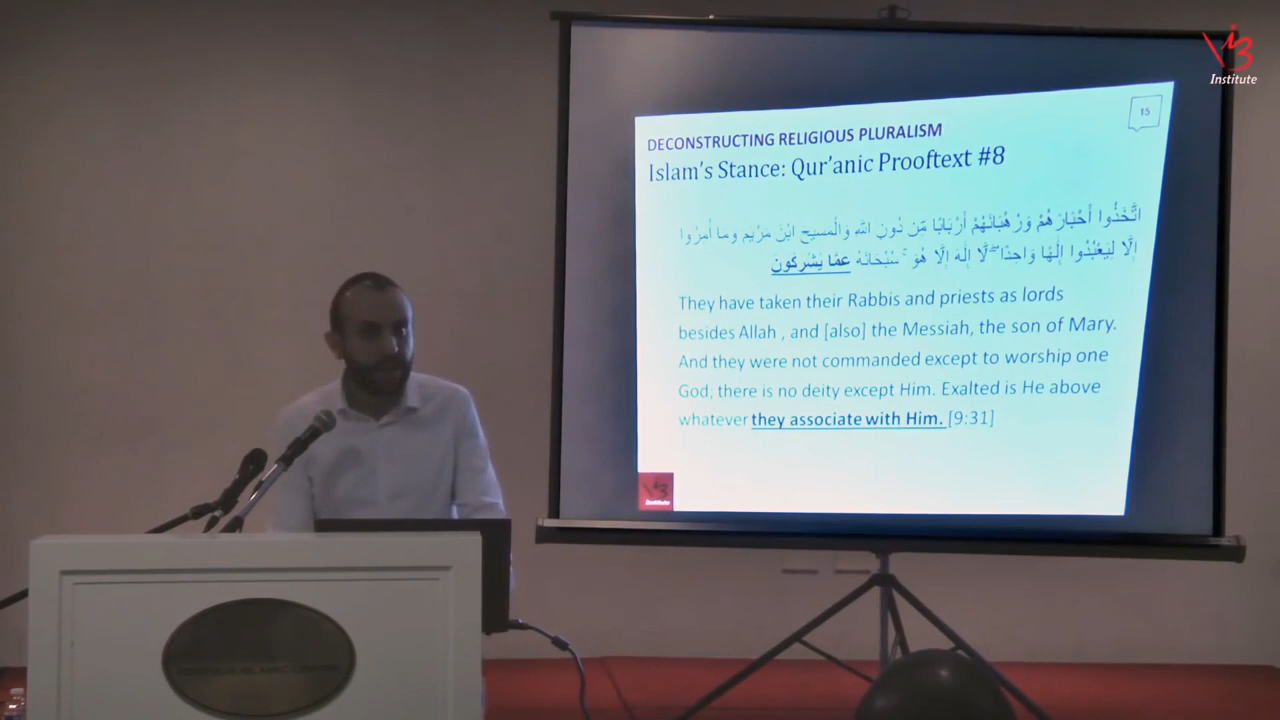 Institute
15
DECONSTRUCTING RELIGIOUS PLURALISM
Islam's Stance: Qur'anic Prooftext #8
اتَّخَذُوا أَحْبَارَهُمْ وَرُهْبَانَهُمْ أَرْبَابًا مِّن دُونِ اللَّهِ وَالْمَسِيحَ ابْنَ مَرْيَمَ وَمَا أُمِرُوا
إِلَّا لِيَعْبُدُوا إِلَٰهًا وَاحِدًا ۖ لَّا إِلَٰهَ إِلَّا هُوَ ۚ سُبْحَانَهُ عَمَّا يُشْرِكُونَ
They have taken their Rabbis and priests as lords
besides Allah , and [also] the Messiah, the son of Mary.
And they were not commanded except to worship one
God; there is no deity except Him. Exalted is He above
whatever they associate with Him. [9:31]
Institute